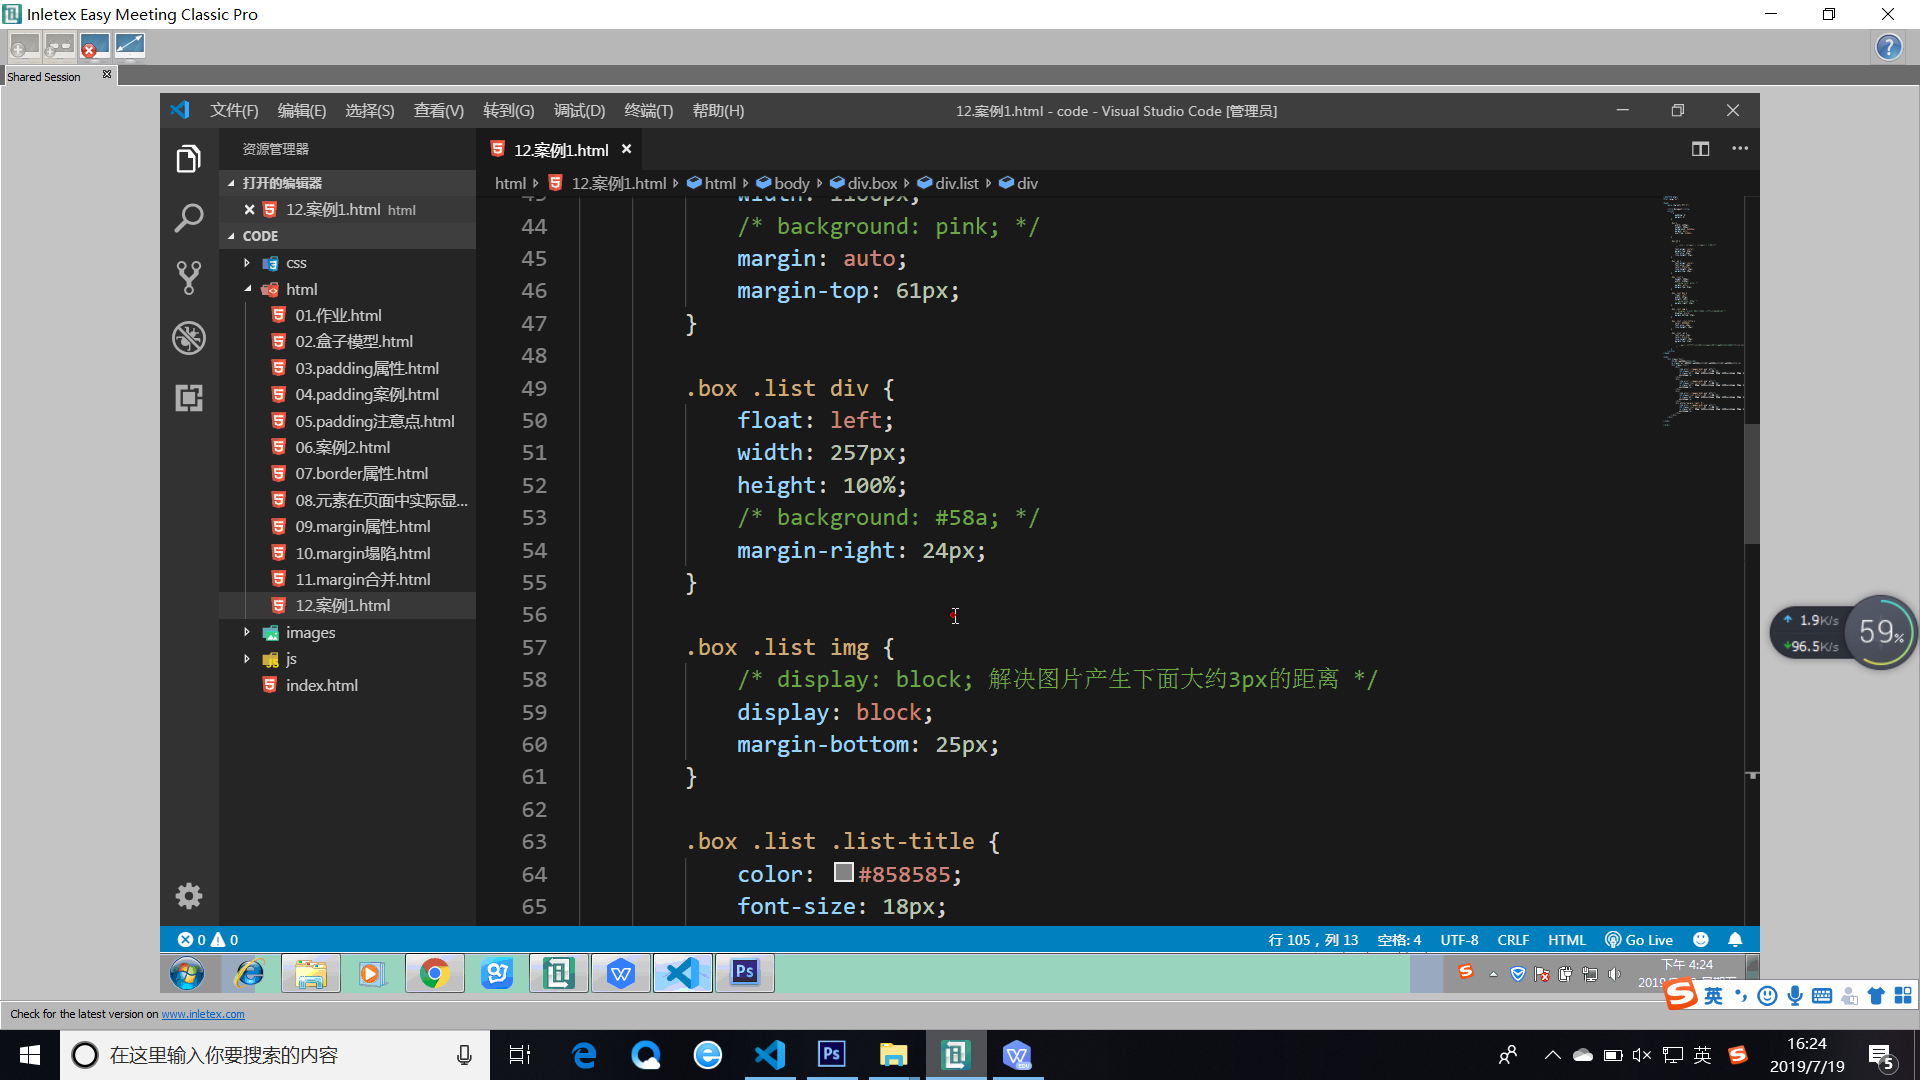 Inletex Easy Meeting Classic Pro
Shared Session
文件(F) 编辑(E) 选择(S) 查看(V) 转到(G) 调试(D) 终端(T) 帮助(H)
12.案例1.html - code - Visual Studio Code [管理员]
资源管理器
12.案例1.html
html 12.案例1.html html body div.box div.list div
打开的编辑器
12.案例1.html html
CODE
css
html
01.作业.html
02.盒子模型.html
03.padding属性.html
04.padding案例.html
05.padding注意点.html
06.案例2.html
07.border属性.html
08.元素在页面中实际显...
09.margin属性.html
10.margin塌陷.html
11.margin合并.html
12.案例1.html
images
js
index.html
44 /* background: pink; */
45 margin: auto;
46 margin-top: 61px;
47 }
48
49 .box .list div {
50 float: left;
51 width: 257px;
52 height: 100%;
53 /* background: #58a; */
54 margin-right: 24px;
55 }
56
57 .box .list img {
58 /* display: block; 解决图片产生下面大约3px的距离 */
59 display: block;
60 margin-bottom: 25px;
61 }
62
63 .box .list .list-title {
64 color: #858585;
65 font-size: 18px;
1.9K/s
96.5K/s
59%
0 0
行 105，列 13 空格: 4 UTF-8 CRLF HTML Go Live
下午 4:24
英
Check for the latest version on www.inletex.com
在这里输入你要搜索的内容
英
16:24
2019/7/19
5